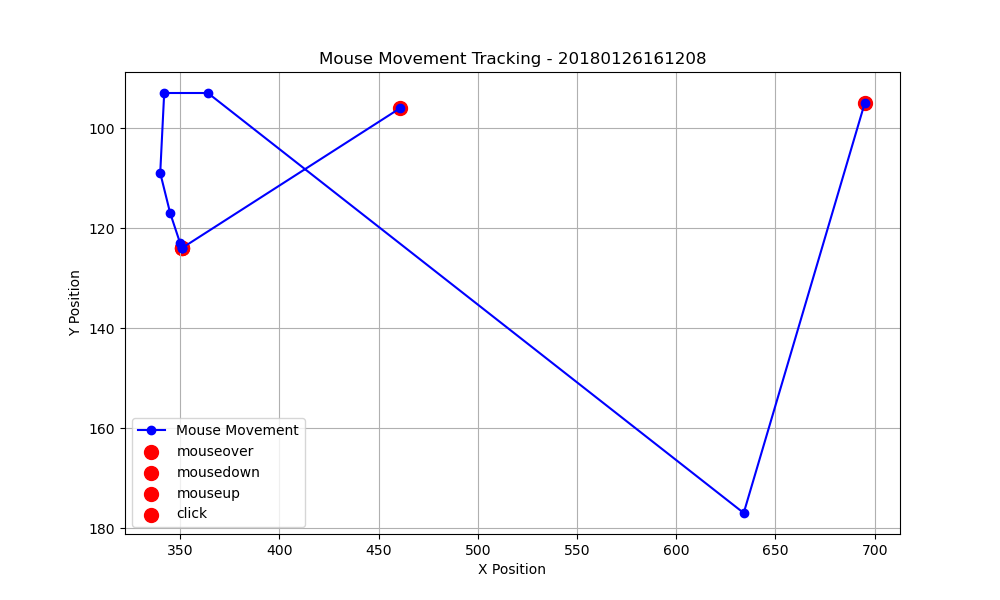 Mouse Movement Tracking - 20180126161208
100
120
140
160
180
Y Position
Mouse Movement
mouseover
mousedown
mouseup
click
350 400 450 500 550 600 650 700
X Position